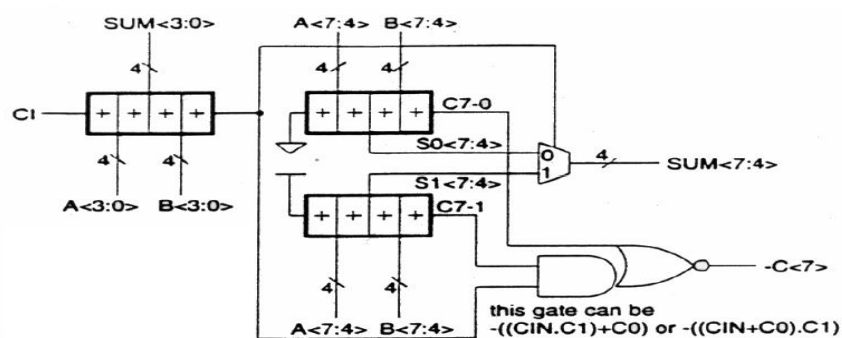 SUM<3:0>
A<7:4> B<7:4>
4
4 4
CI
+ + + +
+ + + +
C7-0
4 4
S0<7:4>
0
1
4
SUM<7:4>
S1<7:4>
A<3:0> B<3:0>
+ + + +
C7-1
4 4
-C<7>
A<7:4> B<7:4>
this gate can be
-((CIN.C1)+C0) or -((CIN+C0).C1)